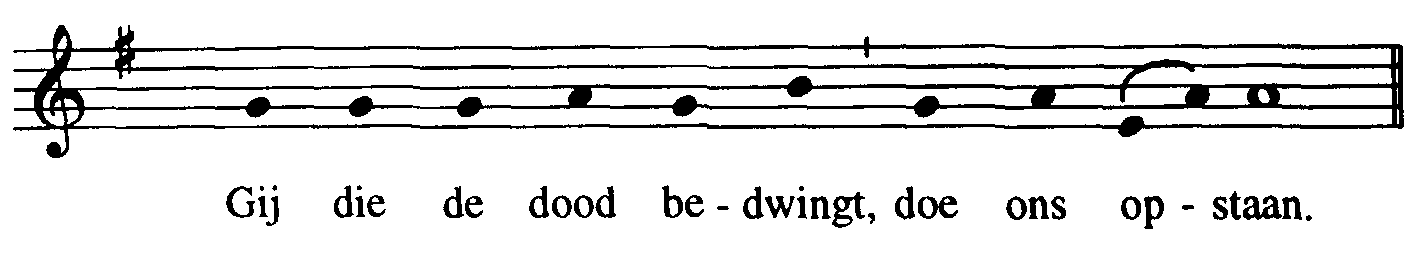 Gij die de dood be - dwingt, doe ons op - staan.